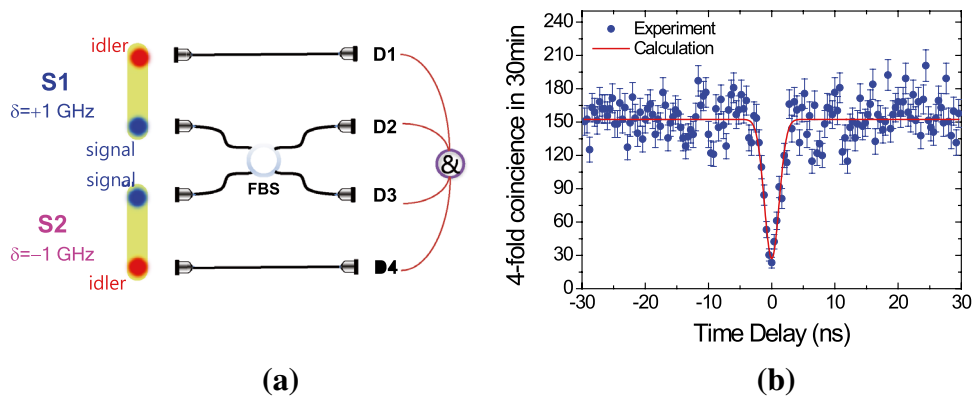 idler
S1
δ=+1 GHz
signal
signal
S2
δ=−1 GHz
idler
FBS
D1
D2
D3
D4
&
(a)
4-fold coincience in 30min
240
210
180
150
120
90
60
30
0
Experiment
Calculation
-30 -20 -10 0 10 20 30
Time Delay (ns)
(b)